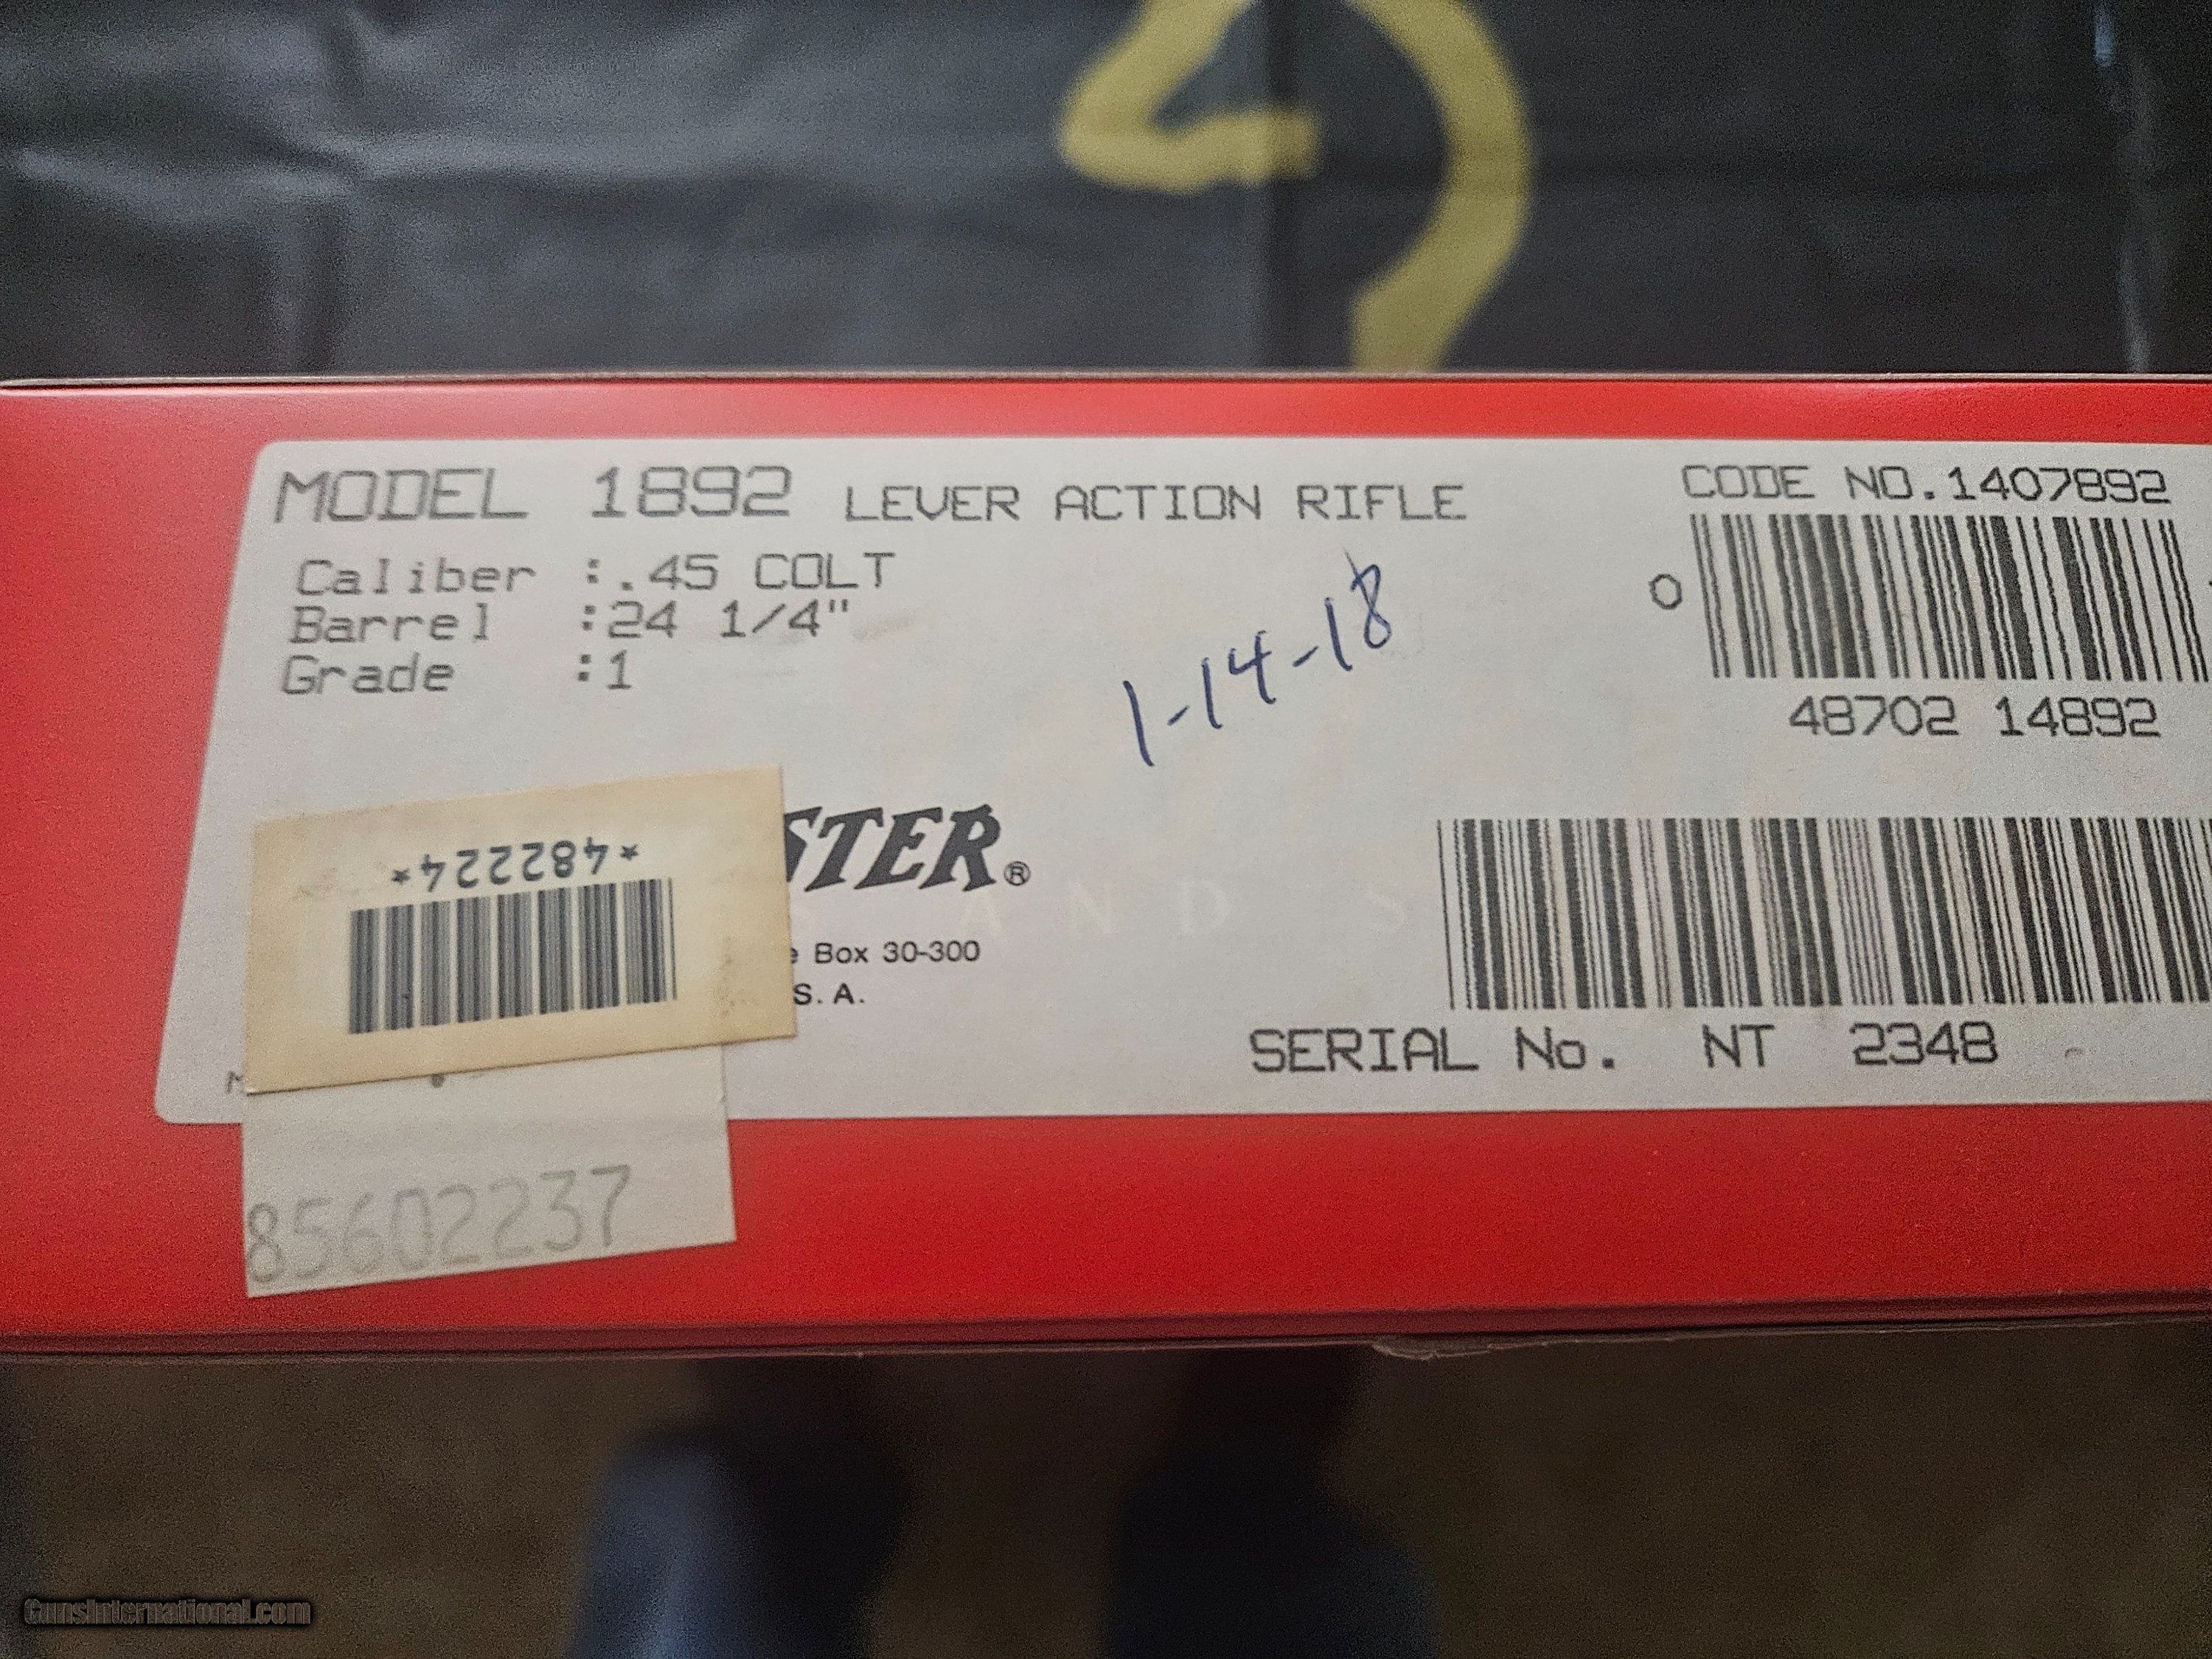 MODEL 1892 LEVER ACTION RIFLE
Caliber :.45 COLT
Barrel :24 1/4"
Grade :1
1-14-18
CODE NO.1407892
0
48702 14892
*482224*
STER®
Box 30-300
S. A.
AND S
SERIAL No. NT 2348
85602237
GunsInternational.com